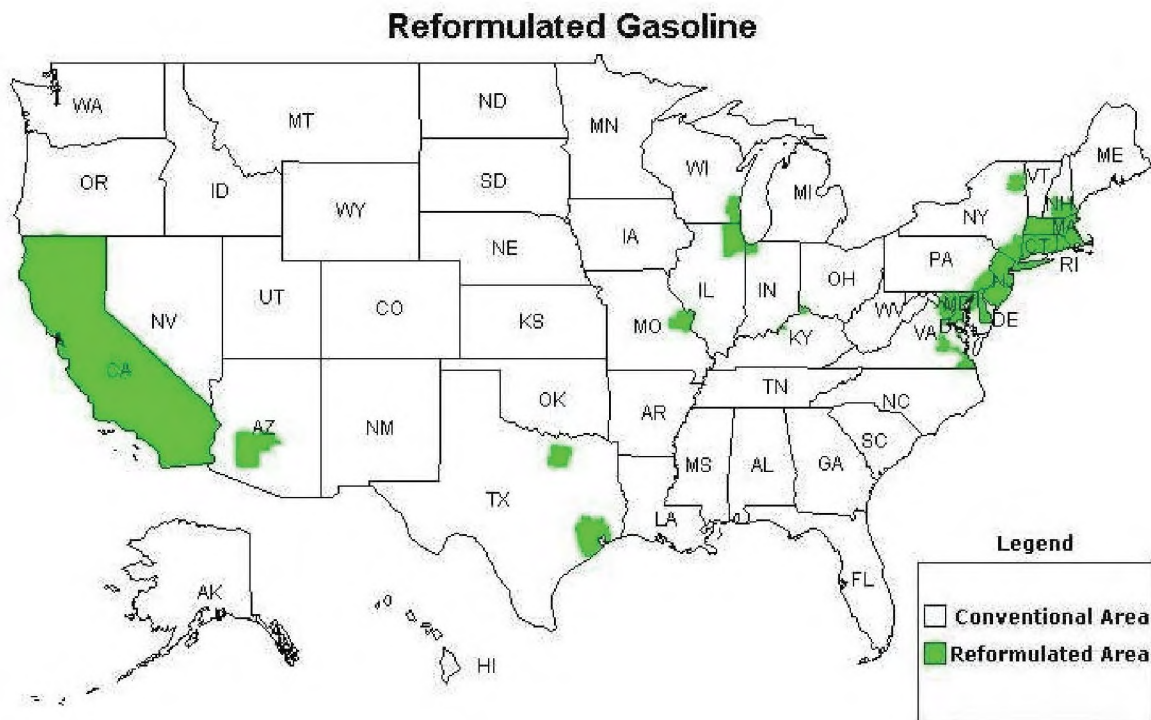 Reformulated Gasoline
WA
MT
ND
MN
OR
ID
WY
SD
WI
MI
NY
VT
ME
NH
MA
CT
RI
NV
UT
CO
NE
KS
IA
MO
IL
IN
OH
PA
NJ
MD
DE
D
WV
VA
KY
CA
AZ
NM
OK
AR
TN
NC
SC
TX
LA
MS
AL
GA
FL
AK
HI
Legend
Conventional Area
Reformulated Area